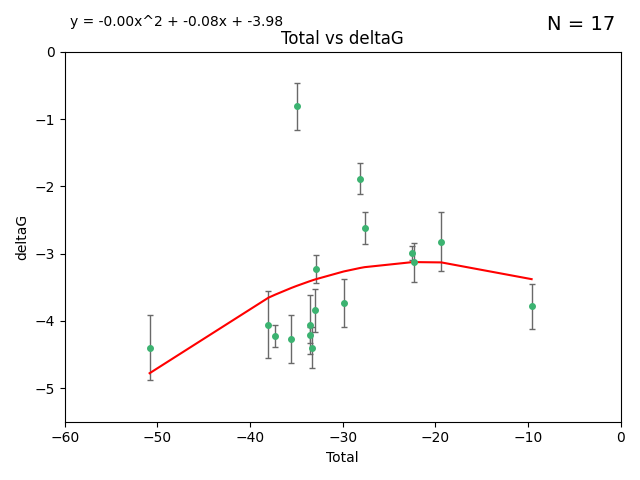 y = -0.00x^2 + -0.08x + -3.98
N = 17
Total vs deltaG
0
−1
−2
−3
−4
−5
deltaG
−60
−50
−40
−30
−20
−10
0
Total